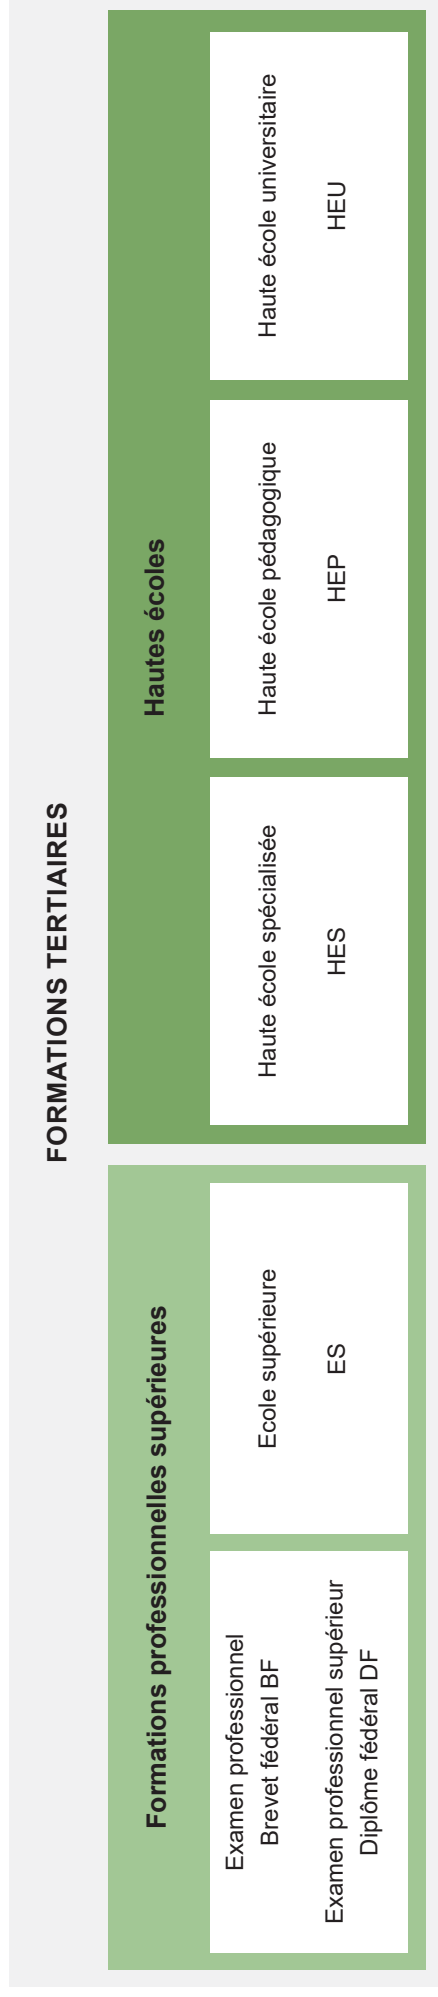 FORMATIONS TERTIAIRES
Formations professionnelles supérieures
Examen professionnel
Brevet fédéral BF
Examen professionnel supérieur
Diplôme fédéral DF
Ecole supérieure
ES
Hautes écoles
Haute école spécialisée
HES
Haute école pédagogique
HEP
Haute école universitaire
HEU